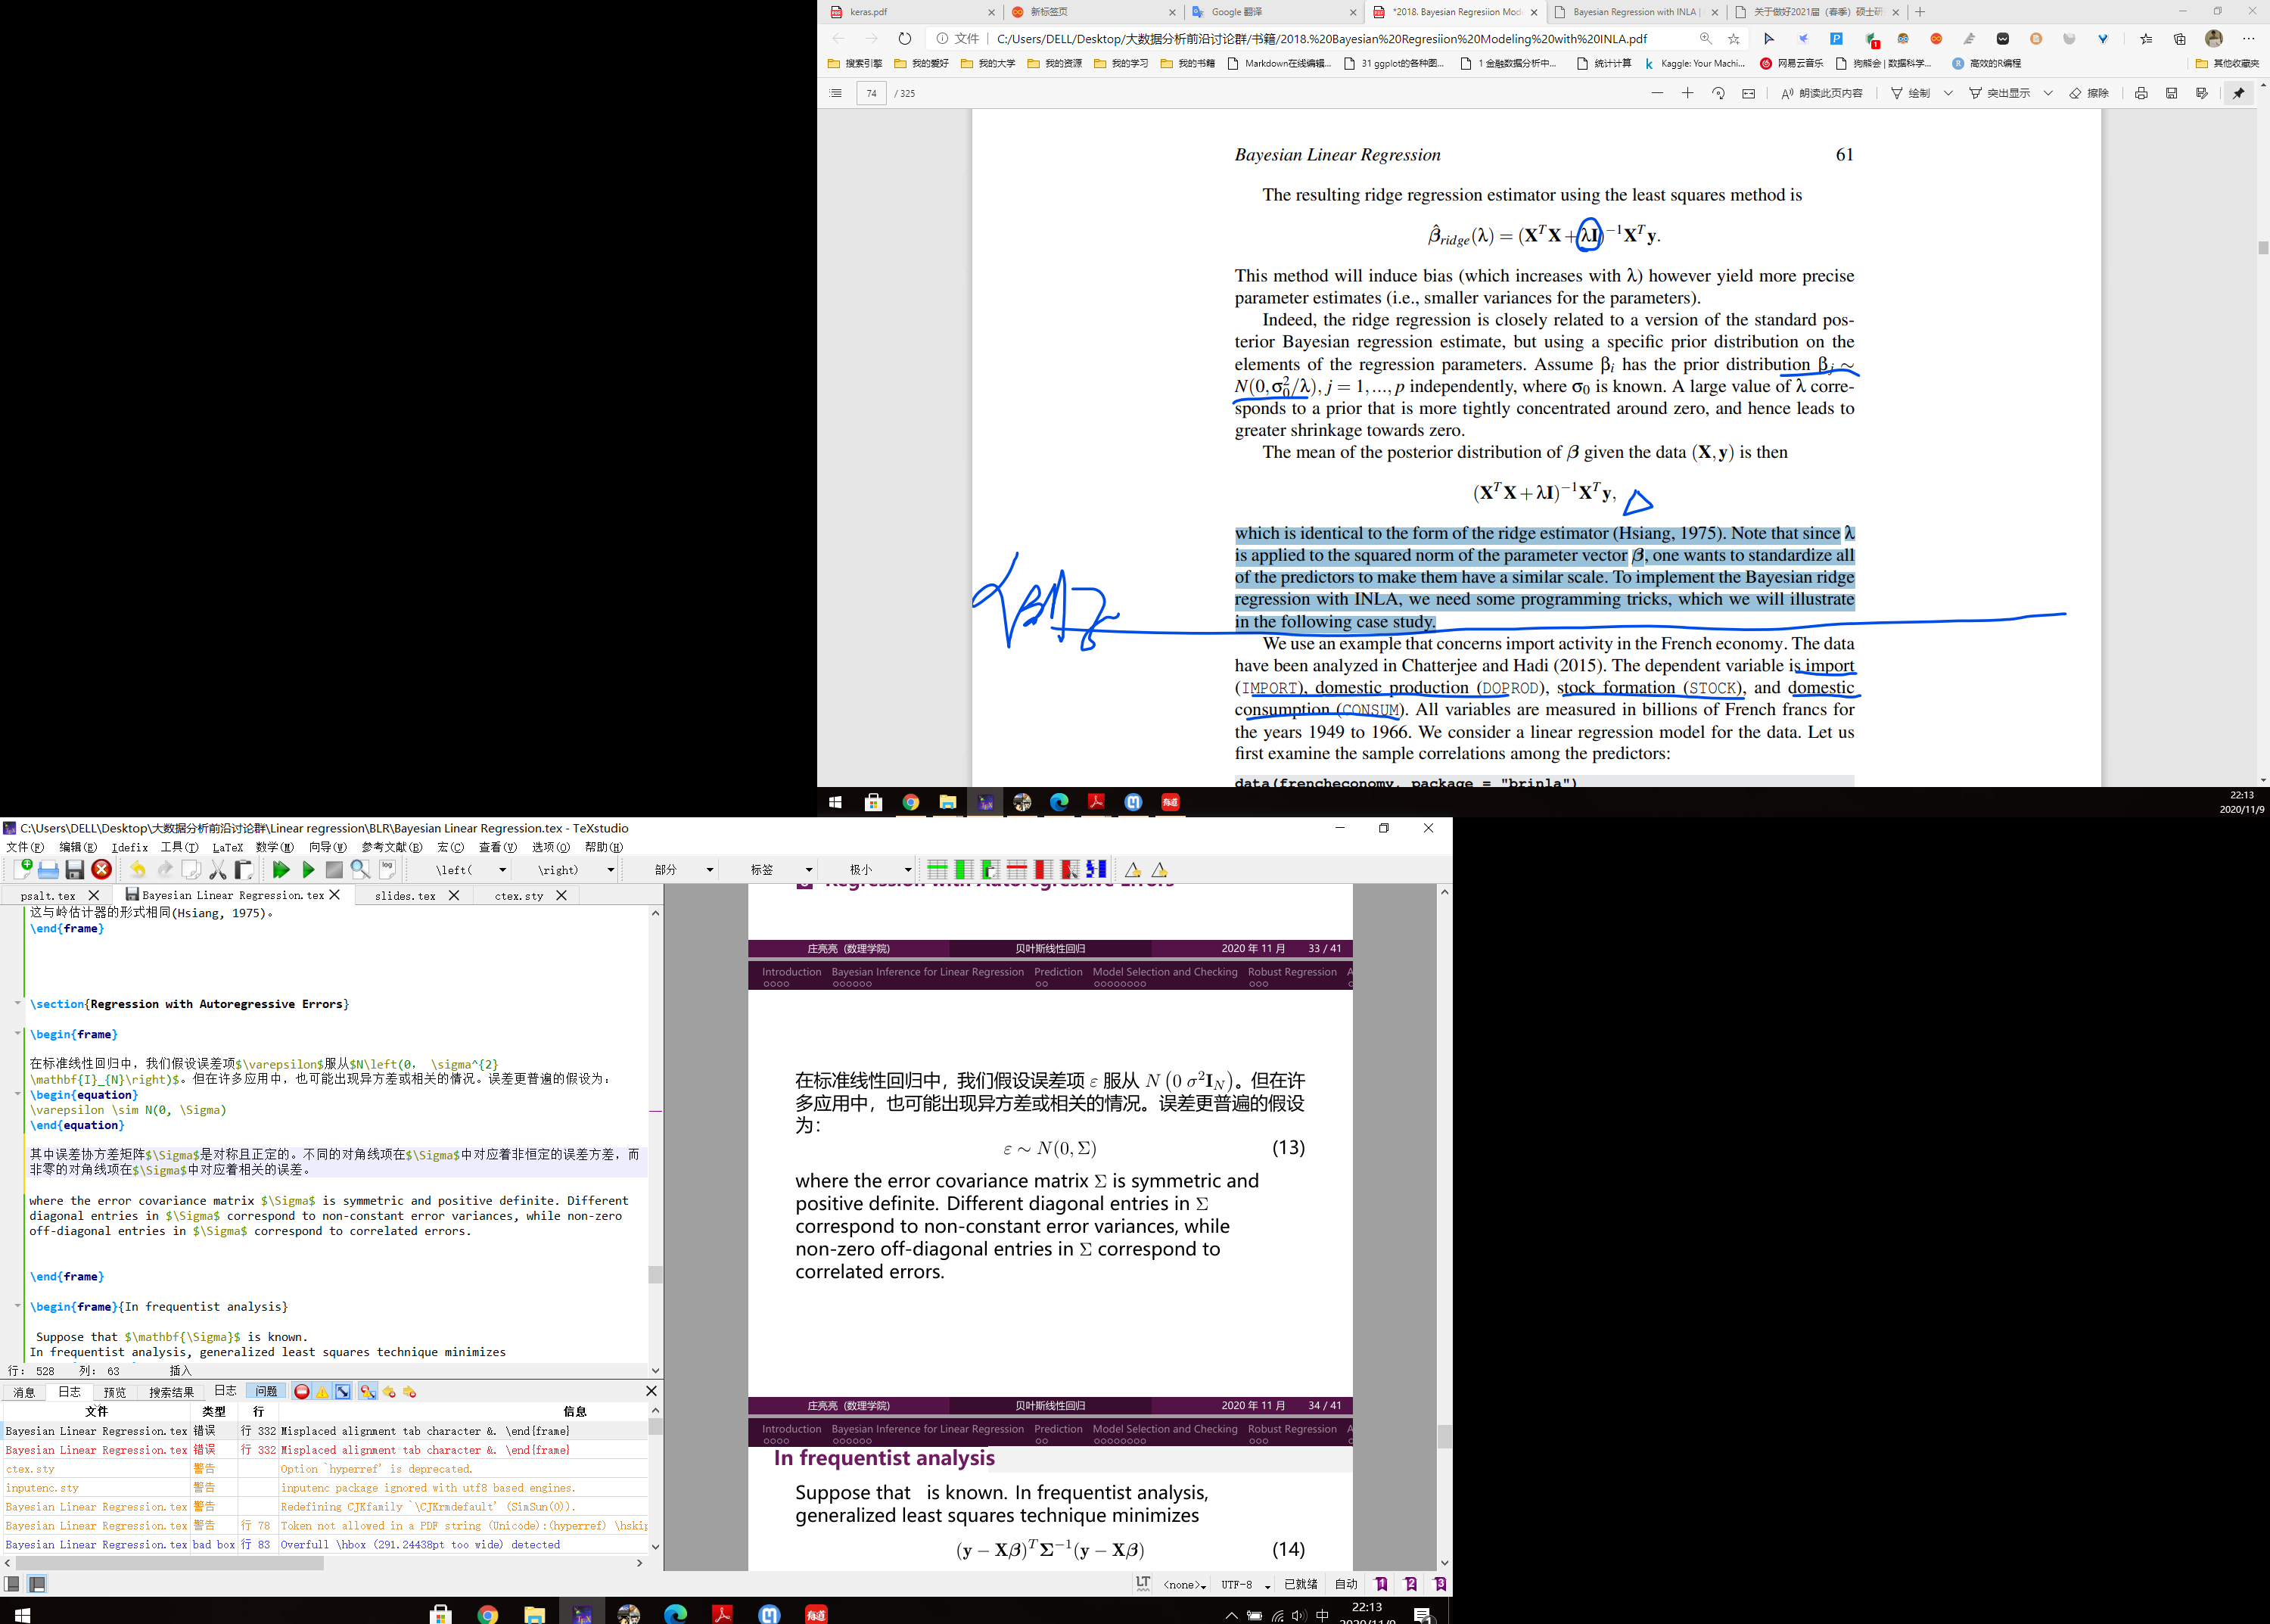 keras.pdf
新标签页
Google 翻译
*2018. Bayesian Regresiion Mod
Bayesian Regression with INLA |
关于做好2021届（春季）硕士研
文件 | C:/Users/DELL/Desktop/大数据分析前沿讨论群/书籍/2018.%20Bayesian%20Regresiion%20Modeling%20with%20INLA.pdf
搜索引擎 我的爱好 我的大学 我的资源 我的学习 我的书籍 Markdown在线编辑... 31 ggplot的各种图... 1 金融数据分析中... 统计计算 Kaggle: Your Machi... 网易云音乐 狗熊会 | 数据科学... 高效的R编程 其他收藏夹
74 / 325 朗读此页内容 绘制 突出显示 擦除
Bayesian Linear Regression 61
The resulting ridge regression estimator using the least squares method is
β̂ridge(λ) = (XᵀX + λI)⁻¹Xᵀy.
This method will induce bias (which increases with λ) however yield more precise
parameter estimates (i.e., smaller variances for the parameters).
Indeed, the ridge regression is closely related to a version of the standard pos-
terior Bayesian regression estimate, but using a specific prior distribution on the
elements of the regression parameters. Assume βi has the prior distribution βj ∼
N(0, σ₀²/λ), j = 1, ..., p independently, where σ₀ is known. A large value of λ corre-
sponds to a prior that is more tightly concentrated around zero, and hence leads to
greater shrinkage towards zero.
The mean of the posterior distribution of β given the data (X, y) is then
(XᵀX + λI)⁻¹Xᵀy,
which is identical to the form of the ridge estimator (Hsiang, 1975). Note that since λ
is applied to the squared norm of the parameter vector β, one wants to standardize all
of the predictors to make them have a similar scale. To implement the Bayesian ridge
regression with INLA, we need some programming tricks, which we will illustrate
in the following case study.
We use an example that concerns import activity in the French economy. The data
have been analyzed in Chatterjee and Hadi (2015). The dependent variable is import
(IMPORT), domestic production (DOPROD), stock formation (STOCK), and domestic
consumption (CONSUM). All variables are measured in billions of French francs for
the years 1949 to 1966. We consider a linear regression model for the data. Let us
first examine the sample correlations among the predictors:
data(frencheconomy, package = "brinla")
22:13
2020/11/9
C:\Users\DELL\Desktop\大数据分析前沿讨论群\Linear regression\BLR\Bayesian Linear Regression.tex - TeXstudio
文件(F) 编辑(E) Idefix 工具(T) LaTeX 数学(M) 向导(W) 参考文献(B) 宏(C) 查看(V) 选项(O) 帮助(H)
\left( \right) 部分 标签 极小
psalt.tex Bayesian Linear Regression.tex slides.tex ctex.sty
这与岭估计器的形式相同(Hsiang, 1975)。
\end{frame}
\section{Regression with Autoregressive Errors}
\begin{frame}
在标准线性回归中，我们假设误差项$\varepsilon$服从$N\left(0， \sigma^{2}
\mathbf{I}_{N}\right)$。但在许多应用中，也可能出现异方差或相关的情况。误差更普遍的假设为：
\begin{equation}
\varepsilon \sim N(0, \Sigma)
\end{equation}
其中误差协方差矩阵$\Sigma$是对称且正定的。不同的对角线项在$\Sigma$中对应着非恒定的误差方差，而
非零的对角线项在$\Sigma$中对应着相关的误差。
where the error covariance matrix $\Sigma$ is symmetric and positive definite. Different
diagonal entries in $\Sigma$ correspond to non-constant error variances, while non-zero
off-diagonal entries in $\Sigma$ correspond to correlated errors.
\end{frame}
\begin{frame}{In frequentist analysis}
Suppose that $\mathbf{\Sigma}$ is known.
In frequentist analysis, generalized least squares technique minimizes
行: 528 列: 63 插入
消息 日志 预览 搜索结果 日志 问题
文件 类型 行 信息
Bayesian Linear Regression.tex 错误 行 332 Misplaced alignment tab character &. \end{frame}
Bayesian Linear Regression.tex 错误 行 332 Misplaced alignment tab character &. \end{frame}
ctex.sty 警告 Option `hyperref' is deprecated.
inputenc.sty 警告 inputenc package ignored with utf8 based engines.
Bayesian Linear Regression.tex 警告 Redefining CJKfamily `\CJKrmdefault' (SimSun(0)).
Bayesian Linear Regression.tex 警告 行 78 Token not allowed in a PDF string (Unicode):(hyperref) \hskip
Bayesian Linear Regression.tex bad box 行 83 Overfull \hbox (291.24438pt too wide) detected
Regression with Autoregressive Errors
庄亮亮 (数理学院) 贝叶斯线性回归 2020 年 11 月 33 / 41
Introduction Bayesian Inference for Linear Regression Prediction Model Selection and Checking Robust Regression A
在标准线性回归中，我们假设误差项 ε 服从 N (0 σ²I_N)。但在许
多应用中，也可能出现异方差或相关的情况。误差更普遍的假设
为：
ε ∼ N(0, Σ) (13)
where the error covariance matrix Σ is symmetric and
positive definite. Different diagonal entries in Σ
correspond to non-constant error variances, while
non-zero off-diagonal entries in Σ correspond to
correlated errors.
庄亮亮 (数理学院) 贝叶斯线性回归 2020 年 11 月 34 / 41
Introduction Bayesian Inference for Linear Regression Prediction Model Selection and Checking Robust Regression A
In frequentist analysis
Suppose that is known. In frequentist analysis,
generalized least squares technique minimizes
(y − Xβ)ᵀΣ⁻¹(y − Xβ) (14)
LT <none> UTF-8 已就绪 自动 1 2 3
中 22:13
2020/11/9